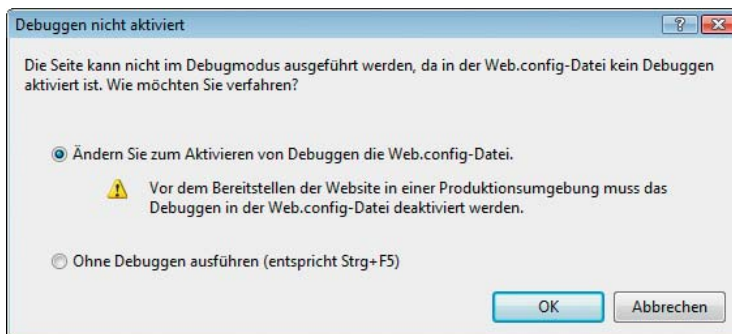 Debuggen nicht aktiviert
Die Seite kann nicht im Debugmodus ausgeführt werden, da in der Web.config-Datei kein Debuggen
aktiviert ist. Wie möchten Sie verfahren?
Ändern Sie zum Aktivieren von Debuggen die Web.config-Datei.
Vor dem Bereitstellen der Website in einer Produktionsumgebung muss das
Debuggen in der Web.config-Datei deaktiviert werden.
Ohne Debuggen ausführen (entspricht Strg+F5)
OK Abbrechen